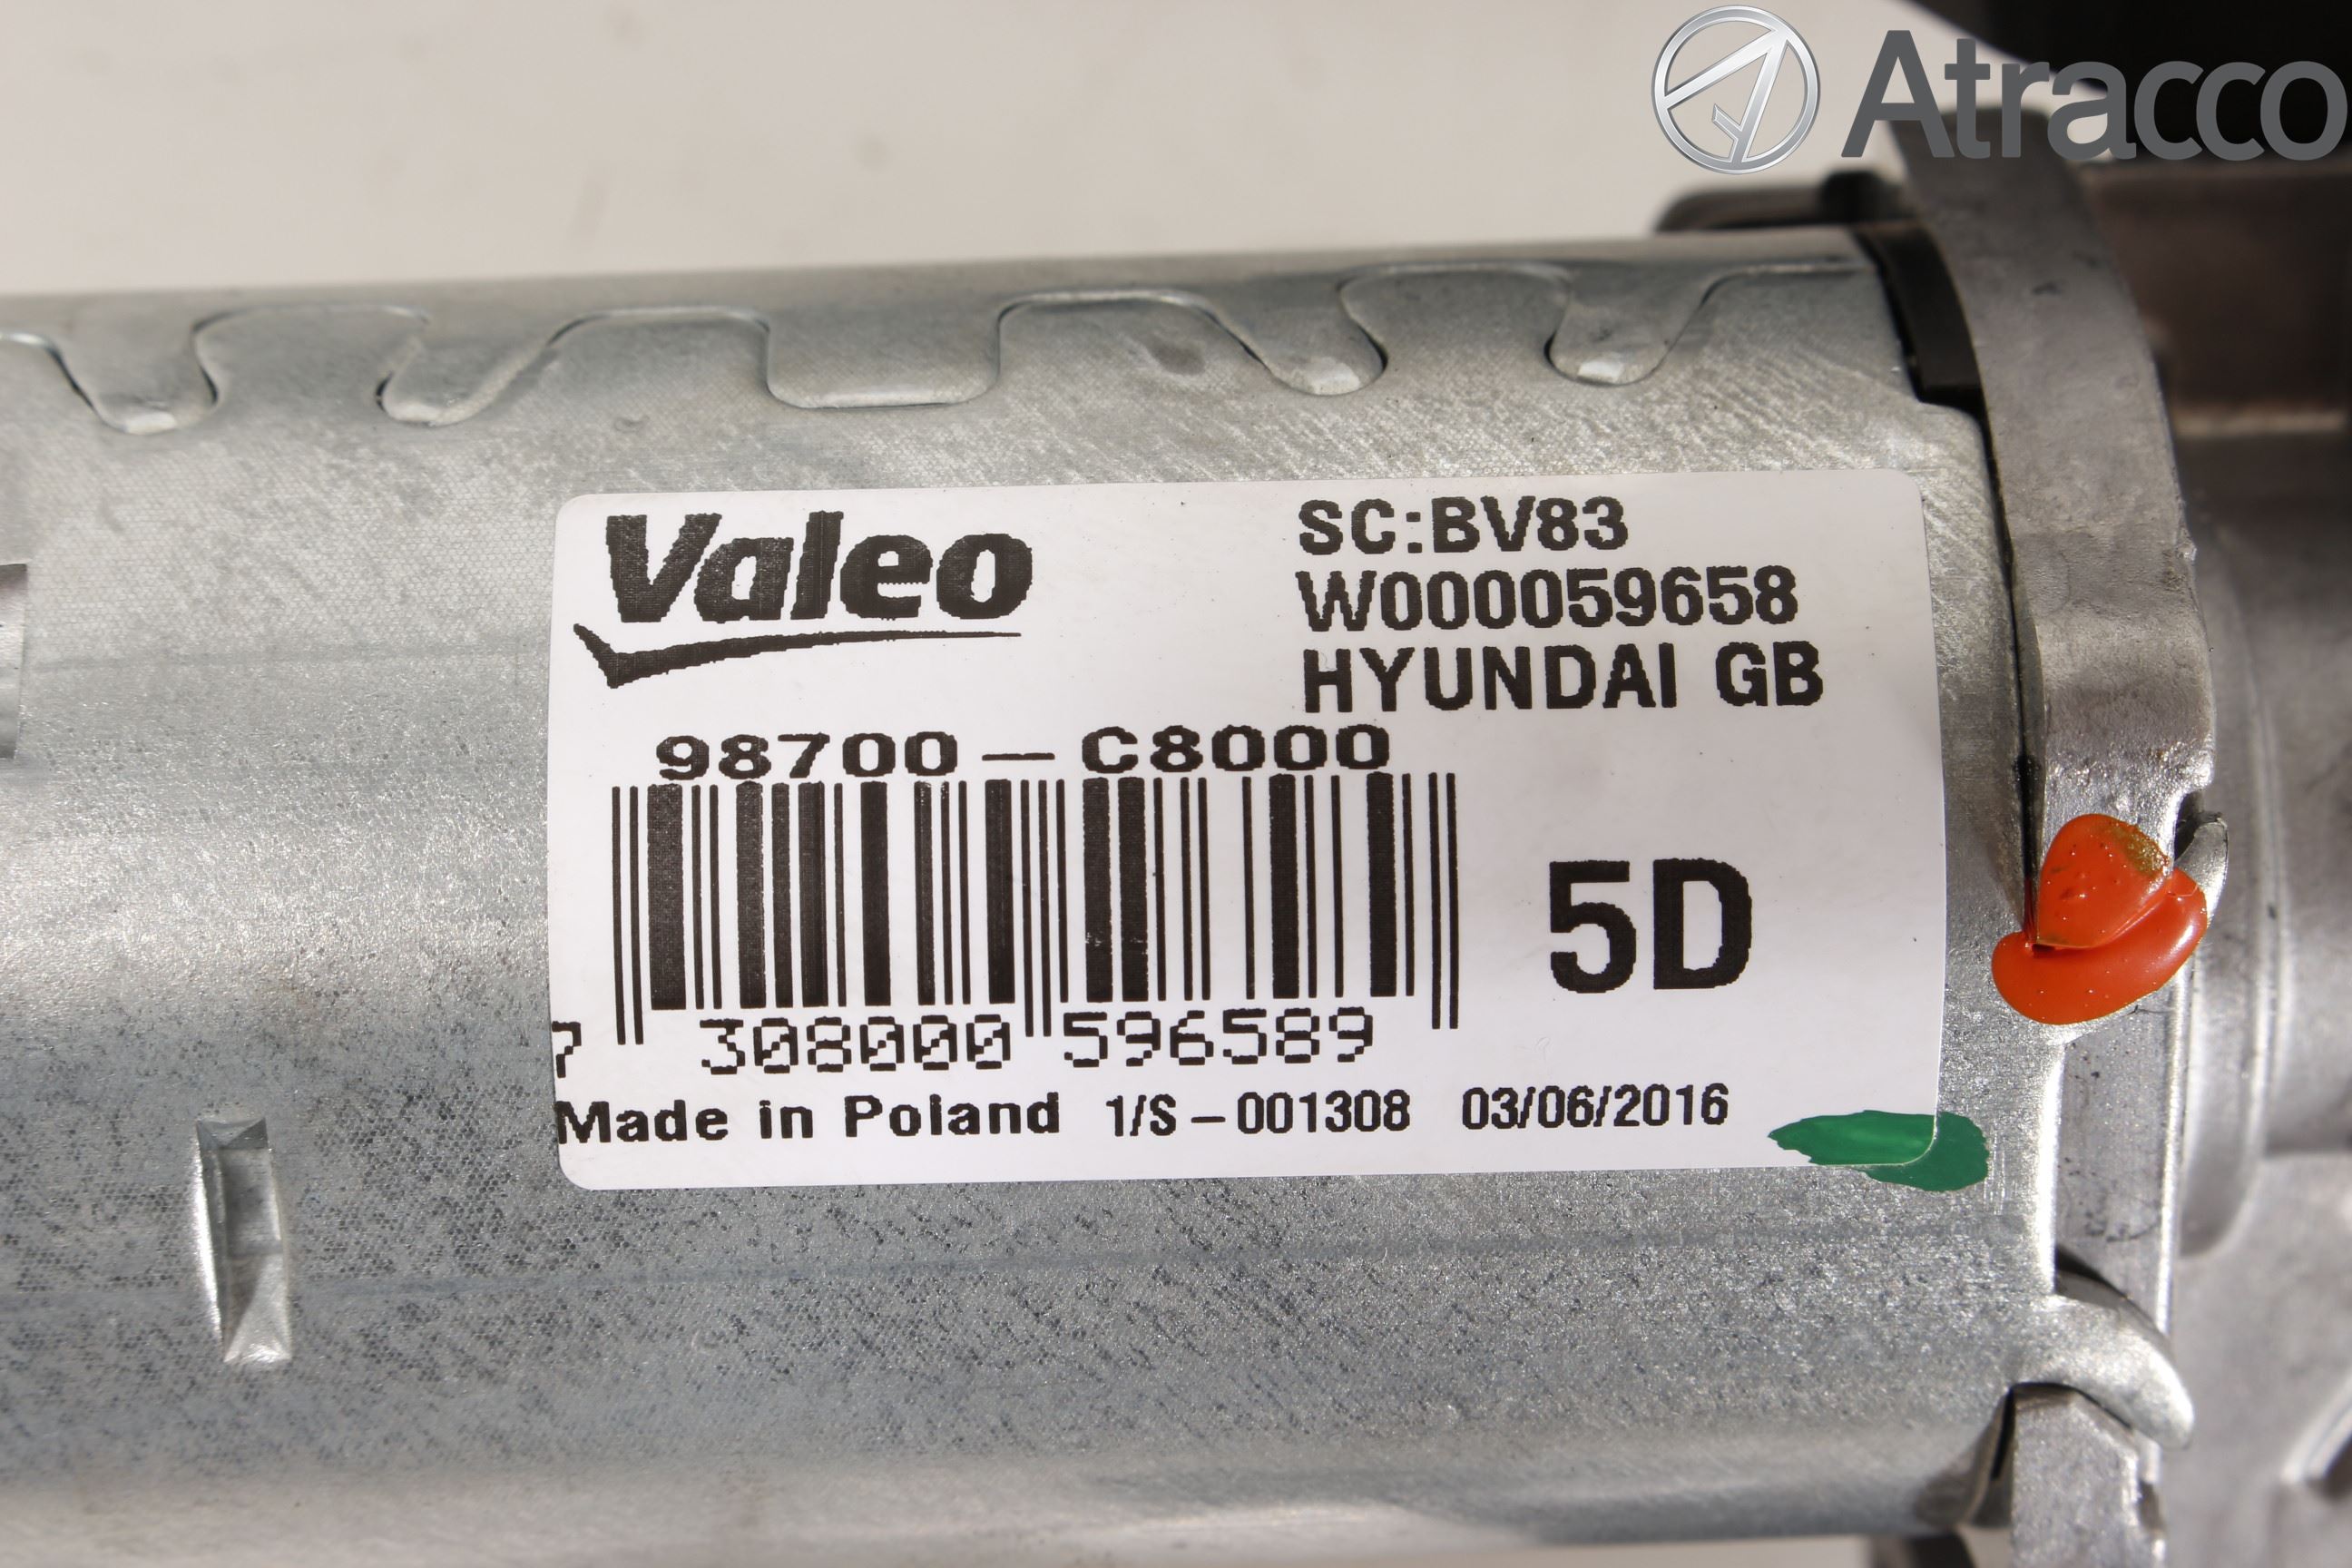 Atracco
Valeo
SC:BV83
W000059658
HYUNDAI GB
98700-C8000
5D
7 308000 596589
Made in Poland 1/S-001308 03/06/2016